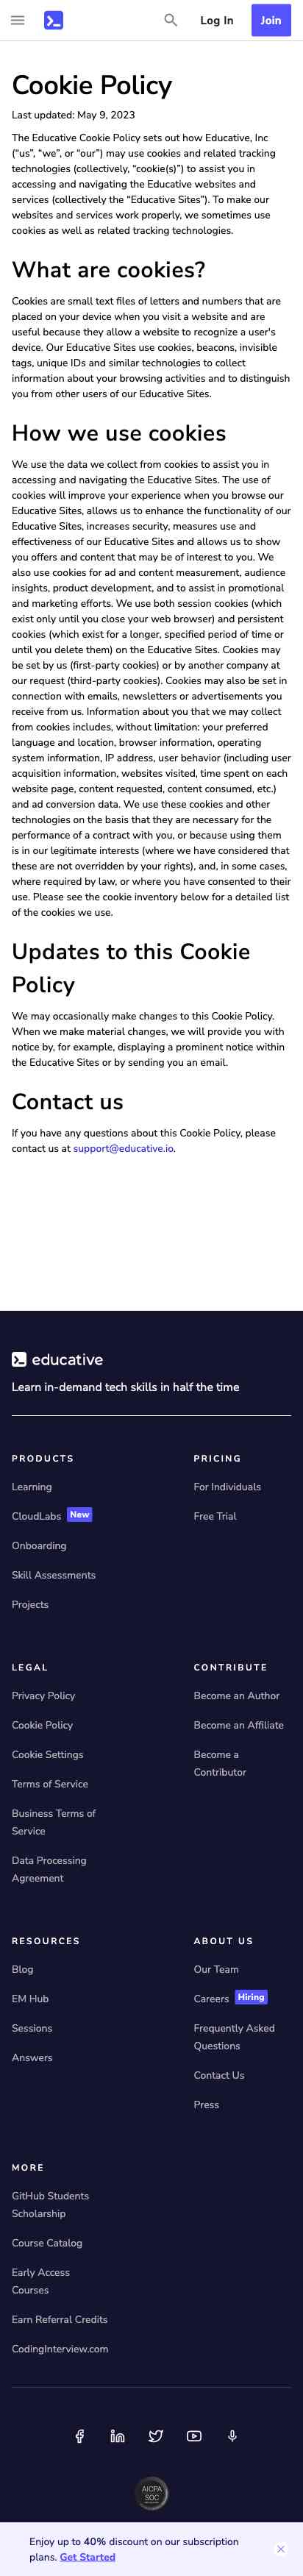 Log In
Join
Cookie Policy
Last updated: May 9, 2023
The Educative Cookie Policy sets out how Educative, Inc
(“us”, “we”, or “our”) may use cookies and related tracking
technologies (collectively, “cookie(s)”) to assist you in
accessing and navigating the Educative websites and
services (collectively the “Educative Sites”). To make our
websites and services work properly, we sometimes use
cookies as well as related tracking technologies.
What are cookies?
Cookies are small text files of letters and numbers that are
placed on your device when you visit a website and are
useful because they allow a website to recognize a user's
device. Our Educative Sites use cookies, beacons, invisible
tags, unique IDs and similar technologies to collect
information about your browsing activities and to distinguish
you from other users of our Educative Sites.
How we use cookies
We use the data we collect from cookies to assist you in
accessing and navigating the Educative Sites. The use of
cookies will improve your experience when you browse our
Educative Sites, allows us to enhance the functionality of our
Educative Sites, increases security, measures use and
effectiveness of our Educative Sites and allows us to show
you offers and content that may be of interest to you. We
also use cookies for ad and content measurement, audience
insights, product development, and to assist in promotional
and marketing efforts. We use both session cookies (which
exist only until you close your web browser) and persistent
cookies (which exist for a longer, specified period of time or
until you delete them) on the Educative Sites. Cookies may
be set by us (first-party cookies) or by another company at
our request (third-party cookies). Cookies may also be set in
connection with emails, newsletters or advertisements you
receive from us. Information about you that we may collect
from cookies includes, without limitation: your preferred
language and location, browser information, operating
system information, IP address, user behavior (including user
acquisition information, websites visited, time spent on each
website page, content requested, content consumed, etc.)
and ad conversion data. We use these cookies and other
technologies on the basis that they are necessary for the
performance of a contract with you, or because using them
is in our legitimate interests (where we have considered that
these are not overridden by your rights), and, in some cases,
where required by law, or where you have consented to their
use. Please see the cookie inventory below for a detailed list
of the cookies we use.
Updates to this Cookie
Policy
We may occasionally make changes to this Cookie Policy.
When we make material changes, we will provide you with
notice by, for example, displaying a prominent notice within
the Educative Sites or by sending you an email.
Contact us
If you have any questions about this Cookie Policy, please
contact us at support@educative.io.
educative
Learn in-demand tech skills in half the time
PRODUCTS
Learning
CloudLabs New
Onboarding
Skill Assessments
Projects
PRICING
For Individuals
Free Trial
LEGAL
Privacy Policy
Cookie Policy
Cookie Settings
Terms of Service
Business Terms of
Service
Data Processing
Agreement
CONTRIBUTE
Become an Author
Become an Affiliate
Become a
Contributor
RESOURCES
Blog
EM Hub
Sessions
Answers
ABOUT US
Our Team
Careers Hiring
Frequently Asked
Questions
Contact Us
Press
MORE
GitHub Students
Scholarship
Course Catalog
Early Access
Courses
Earn Referral Credits
CodingInterview.com
AICPA
SOC
Enjoy up to 40% discount on our subscription
plans. Get Started